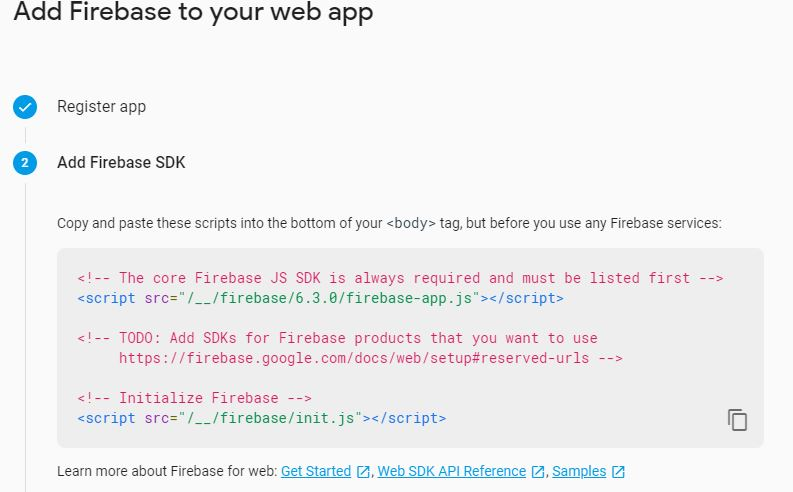 Add Firebase to your web app
Register app
2 Add Firebase SDK
Copy and paste these scripts into the bottom of your <body> tag, but before you use any Firebase services:
<!-- The core Firebase JS SDK is always required and must be listed first -->
<script src="/__/firebase/6.3.0/firebase-app.js"></script>
<!-- TODO: Add SDKs for Firebase products that you want to use
https://firebase.google.com/docs/web/setup#reserved-urls -->
<!-- Initialize Firebase -->
<script src="/__/firebase/init.js"></script>
Learn more about Firebase for web: Get Started, Web SDK API Reference, Samples